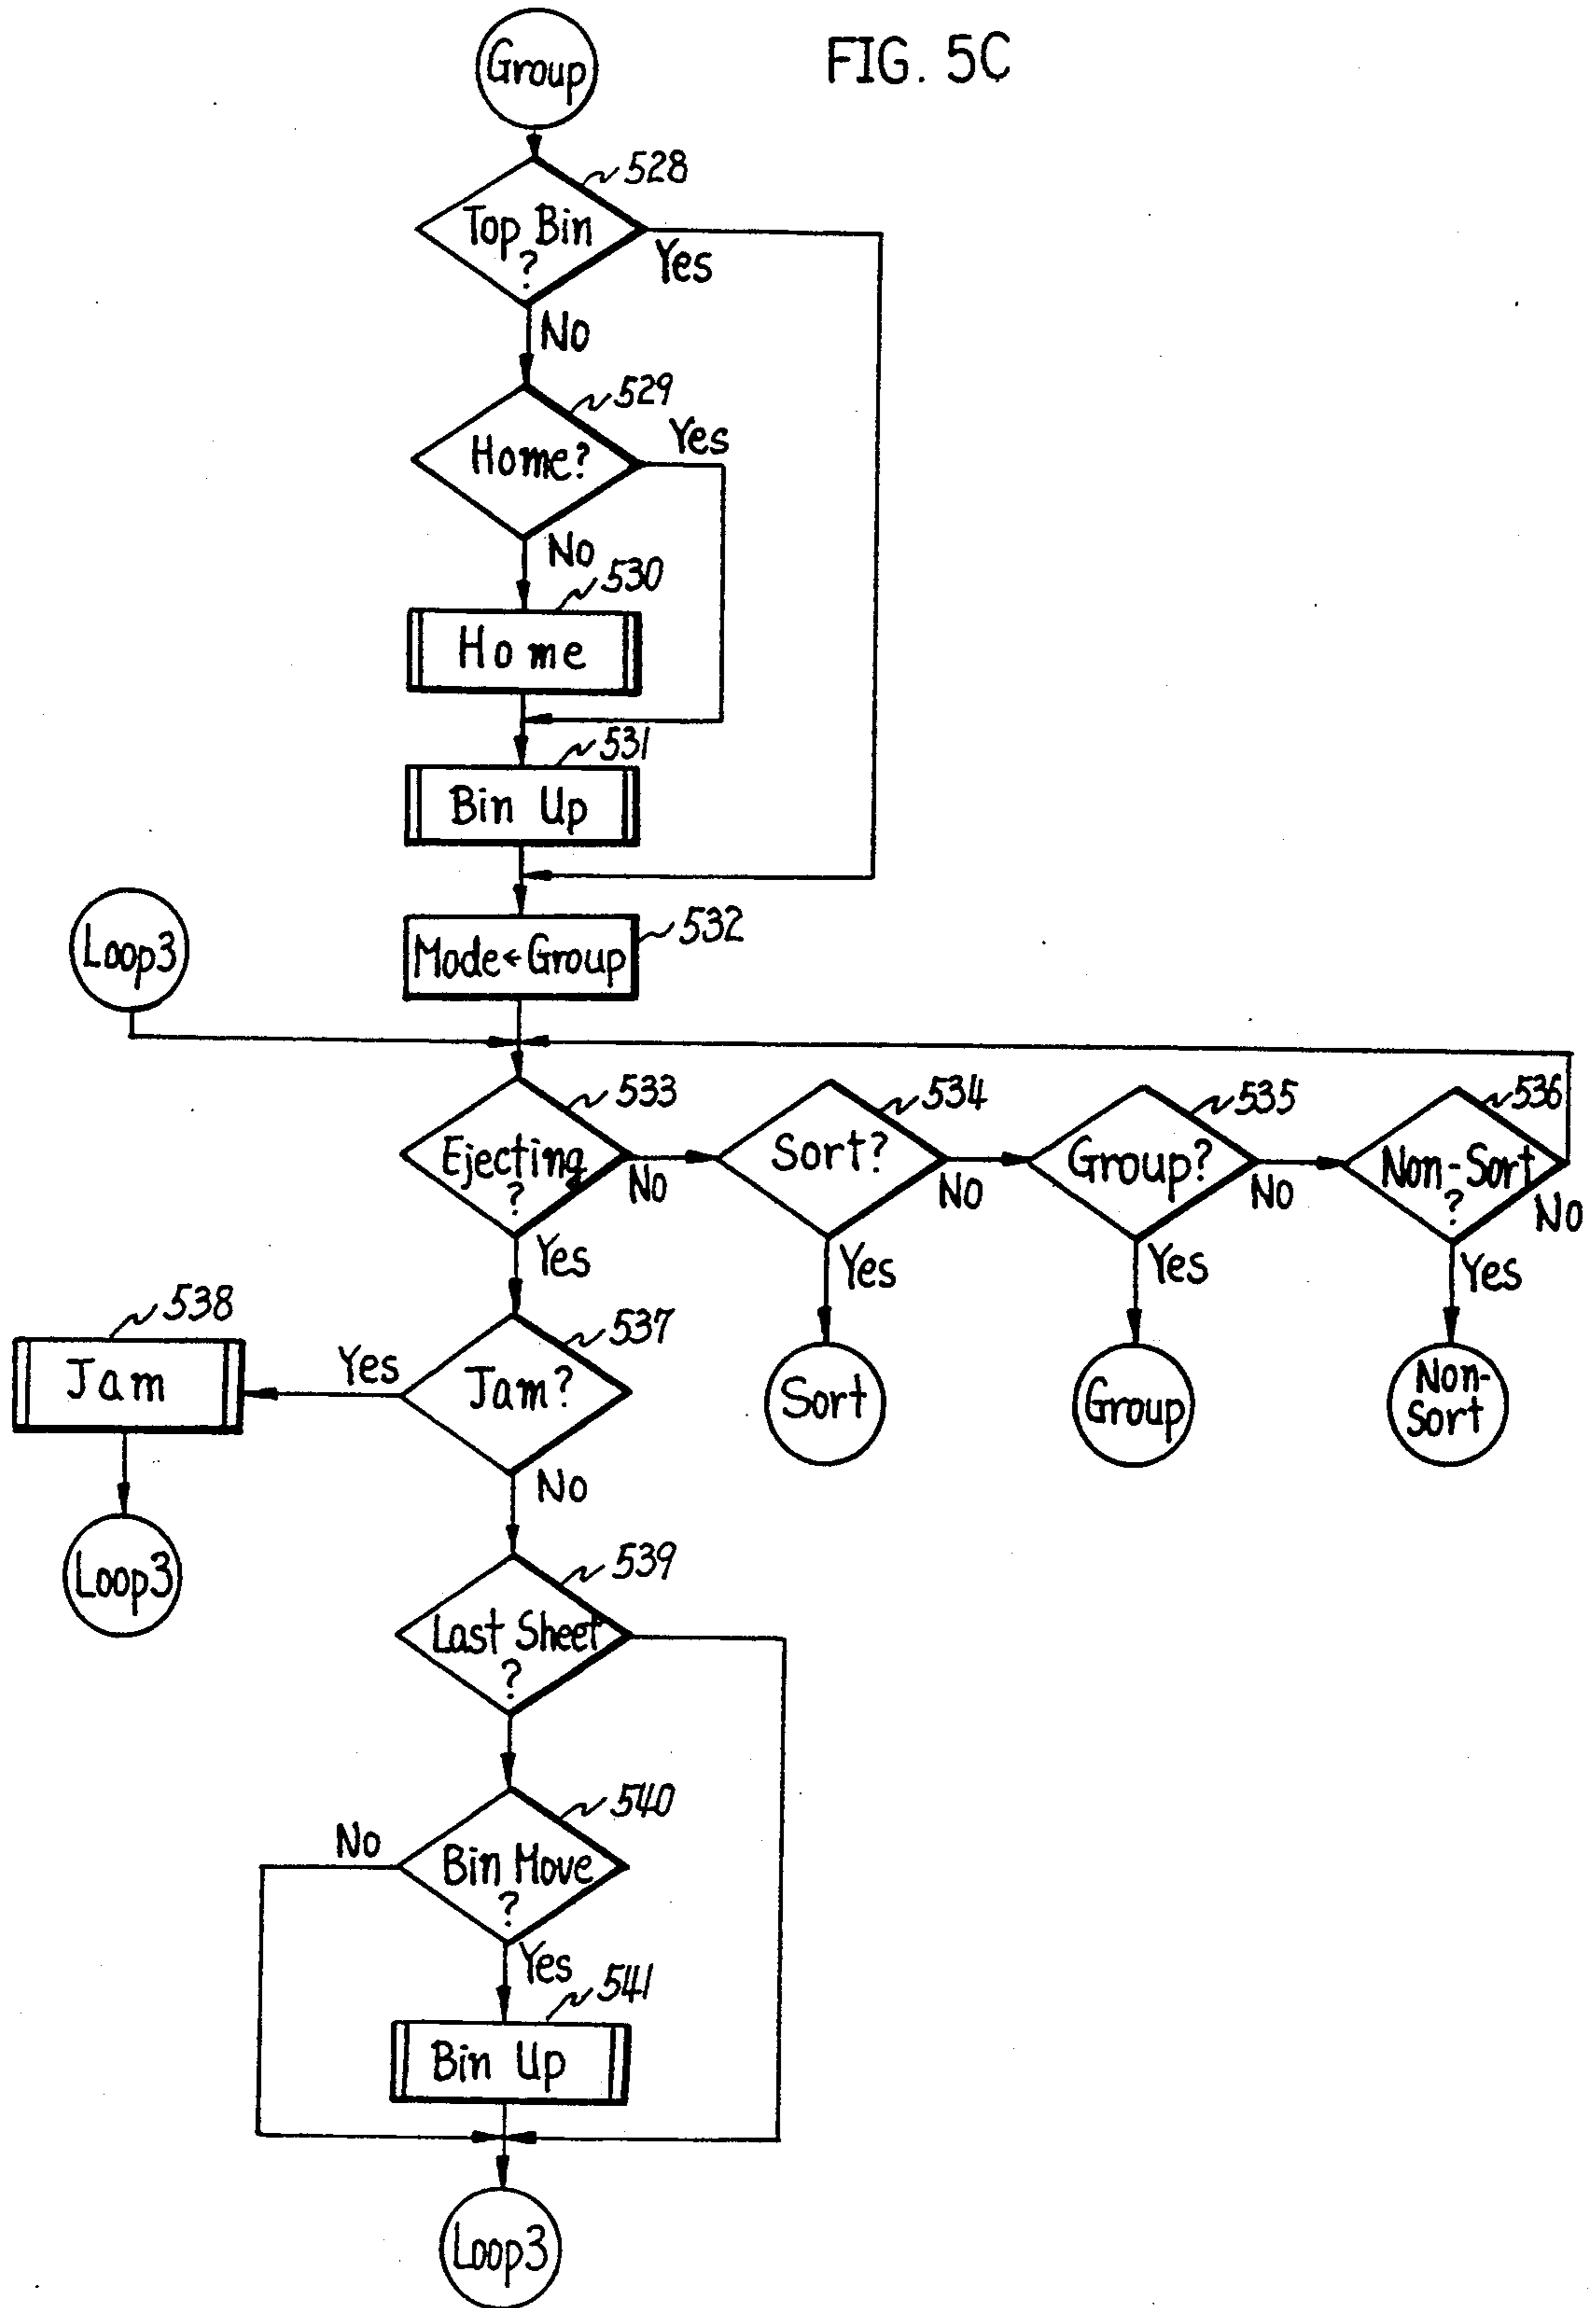 FIG. 5C
Group
528
Top Bin
?
Yes
No
529
Home?
Yes
No
530
Home
531
Bin Up
Loop3
532
Mode←Group
533
Ejecting
?
No
534
Sort?
No
535
Group?
No
536
Non-Sort
?
No
Yes
Yes
Yes
Yes
Sort
Group
Non-
Sort
537
Jam?
Yes
538
Jam
Loop3
No
539
Last Sheet
?
540
Bin Move
?
No
Yes
541
Bin Up
Loop3